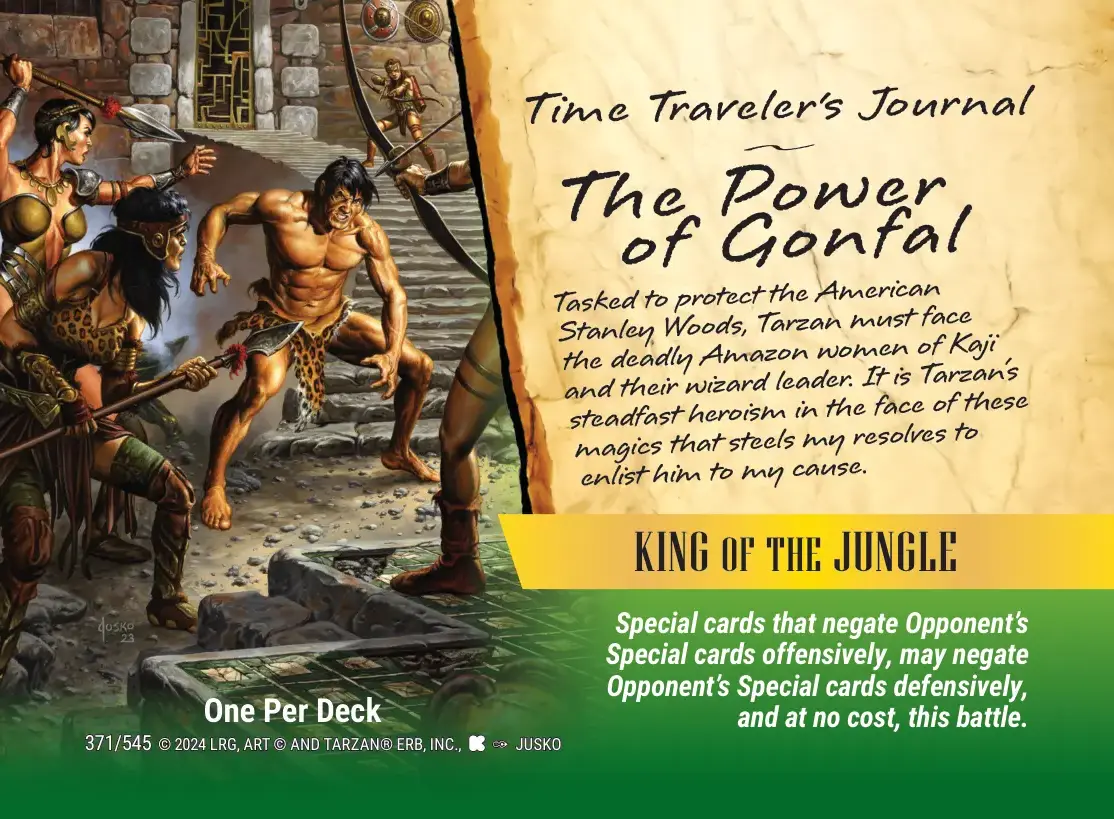 Time Traveler's Journal
The Power
of Gonfal
Tasked to protect the American
Stanley Woods, Tarzan must face
the deadly Amazon women of Kaji,
and their wizard leader. It is Tarzan's
steadfast heroism in the face of these
magics that steels my resolves to
enlist him to my cause.
KING OF THE JUNGLE
Special cards that negate Opponent's
Special cards offensively, may negate
Opponent's Special cards defensively,
and at no cost, this battle.
JUSKO
23
One Per Deck
371/545 © 2024 LRG, ART © AND TARZAN® ERB, INC., JUSKO